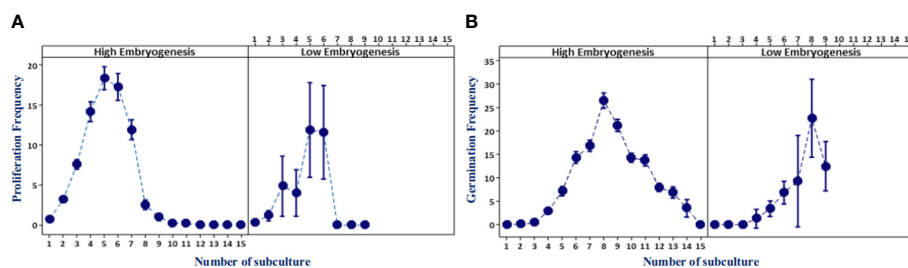 A
1 2 3 4 5 6 7 8 9 10 11 12 13 14 15
High Embryogenesis
Low Embryogenesis
20
15
10
5
0
Proliferation Frequency
1 2 3 4 5 6 7 8 9 10 11 12 13 14 15
Number of subculture
B
1 2 3 4 5 6 7 8 9 10 11 12 13 14 1
High Embryogenesis
Low Embryogenesis
35
30
25
20
15
10
5
0
Germination Frequency
1 2 3 4 5 6 7 8 9 10 11 12 13 14 15
Number of subculture